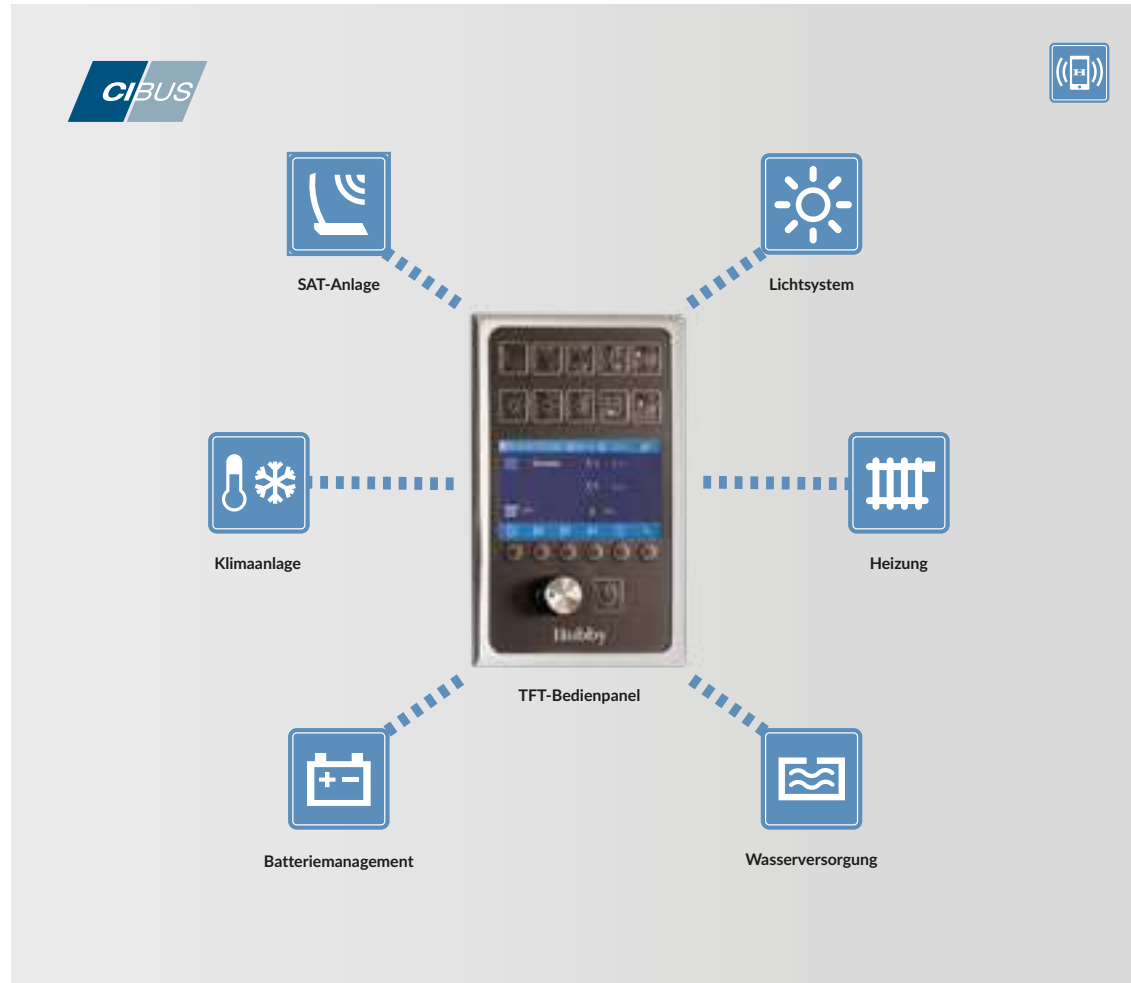 CIBUS
SAT-Anlage
Lichtsystem
Klimaanlage
Heizung
Hobby
TFT-Bedienpanel
Batteriemanagement
Wasserversorgung